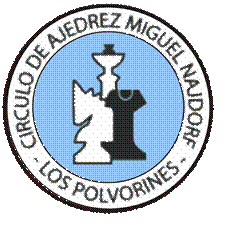 CIRCULO DE AJEDREZ MIGUEL NAJDORF
- LOS POLVORINES -